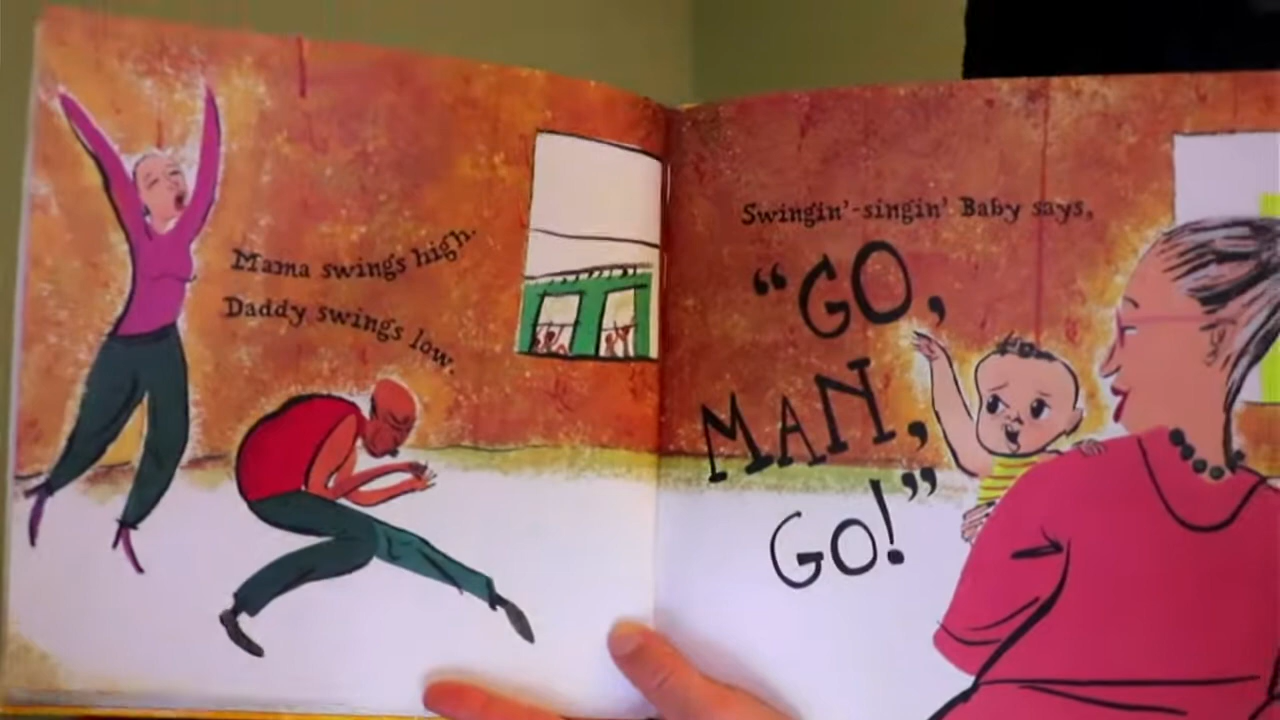 Mama swings high.
Daddy swings low.
Swingin'-singin' Baby says,
"GO,
MAN,
GO!"